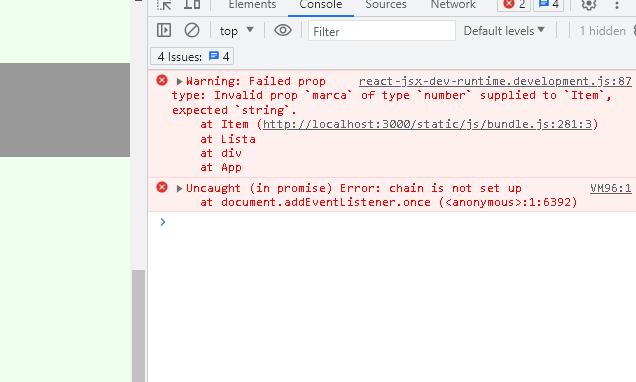 Elements Console Sources Network 2 4
top Filter Default levels 1 hidden
4 Issues: 4
Warning: Failed prop react-jsx-dev-runtime.development.js:87
type: Invalid prop `marca` of type `number` supplied to `Item`,
expected `string`.
at Item (http://localhost:3000/static/js/bundle.js:281:3)
at Lista
at div
at App
Uncaught (in promise) Error: chain is not set up VM96:1
at document.addEventListener.once (<anonymous>:1:6392)